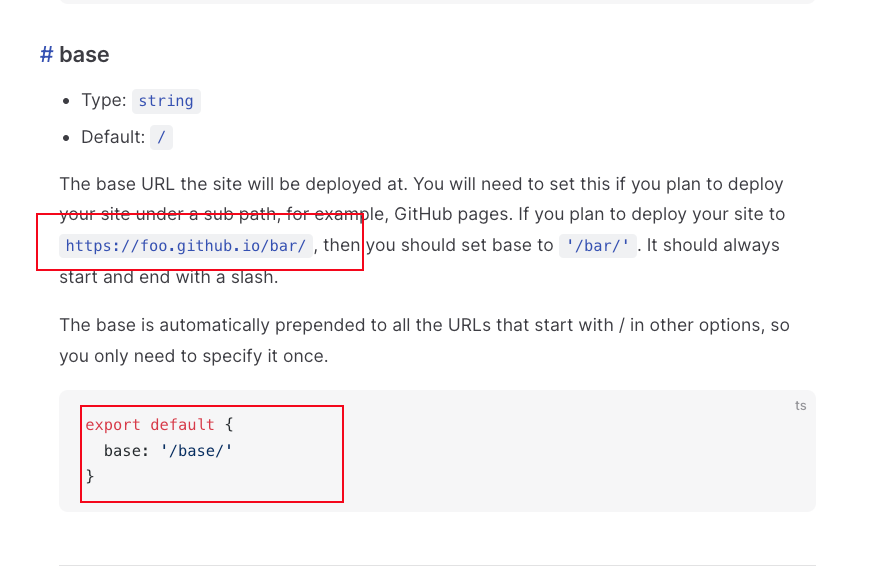 # base
• Type: string
• Default: /
The base URL the site will be deployed at. You will need to set this if you plan to deploy
your site under a sub path, for example, GitHub pages. If you plan to deploy your site to
https://foo.github.io/bar/, then you should set base to '/bar/'. It should always
start and end with a slash.
The base is automatically prepended to all the URLs that start with / in other options, so
you only need to specify it once.
ts
export default {
  base: '/base/'
}